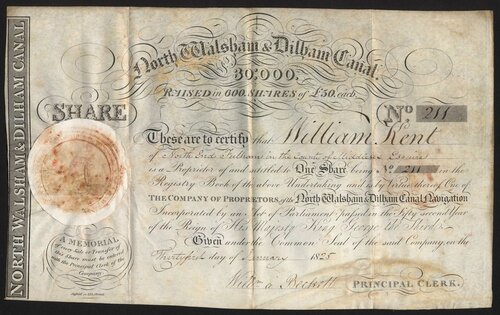 NORTH WALSHAM & DILHAM CANAL
North Walsham & Dilham Canal.
30,000.
RAISED in 600 SHARES of £50, each.
SHARE
No 211
These are to certify that William Kent
of North End Fulham in the County of Middlesex Esquire
is a Proprietor of and entitled to One Share being No 211 in the
Registry Book of the above Undertaking and by Virtue thereof One of
THE COMPANY OF PROPRIETORS, of the NORTH WALSHAM & DILHAM CANAL NAVIGATION
Incorporated by an Act of Parliament passed in the Fifty second Year
of the Reign of His Majesty King George the Third.
Given under the Common Seal of the said Company, on the
Thirty first day of January 1825
A MEMORIAL
of every Sale or Transfer of
this Share must be entered
with the Principal Clerk of the
Company.
Willm a Beckett
PRINCIPAL CLERK.